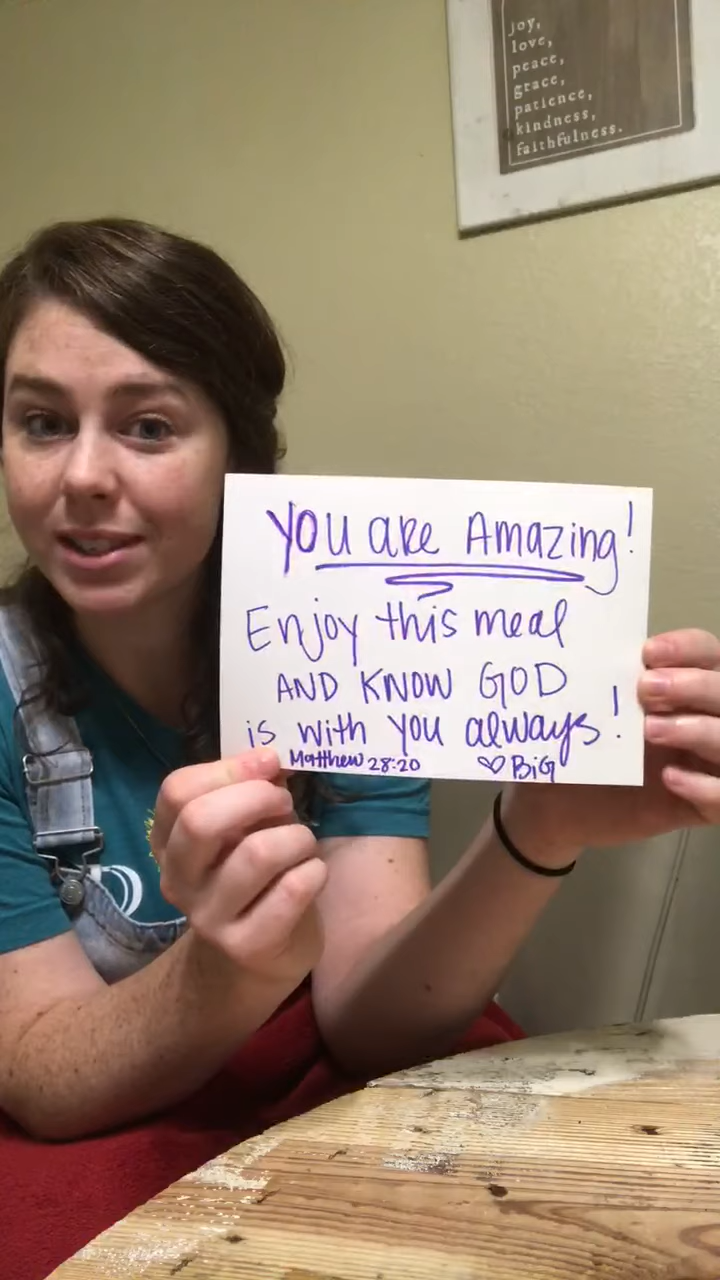 joy,
love,
peace,
grace,
patience,
kindness,
faithfulness.
YOU ARE AMAZING!
Enjoy this meal
AND KNOW GOD
is with you always!
Matthew 28:20 ♡ BiG